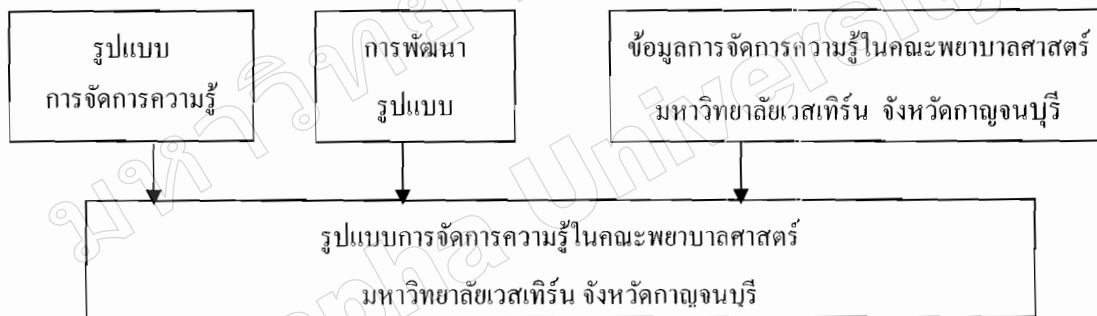 รูปแบบ
การจัดการความรู้
การพัฒนา
รูปแบบ
ข้อมูลการจัดการความรู้ในคณะพยาบาลศาสตร์
มหาวิทยาลัยเวสเทิร์น จังหวัดกาญจนบุรี
รูปแบบการจัดการความรู้ในคณะพยาบาลศาสตร์
มหาวิทยาลัยเวสเทิร์น จังหวัดกาญจนบุรี
University